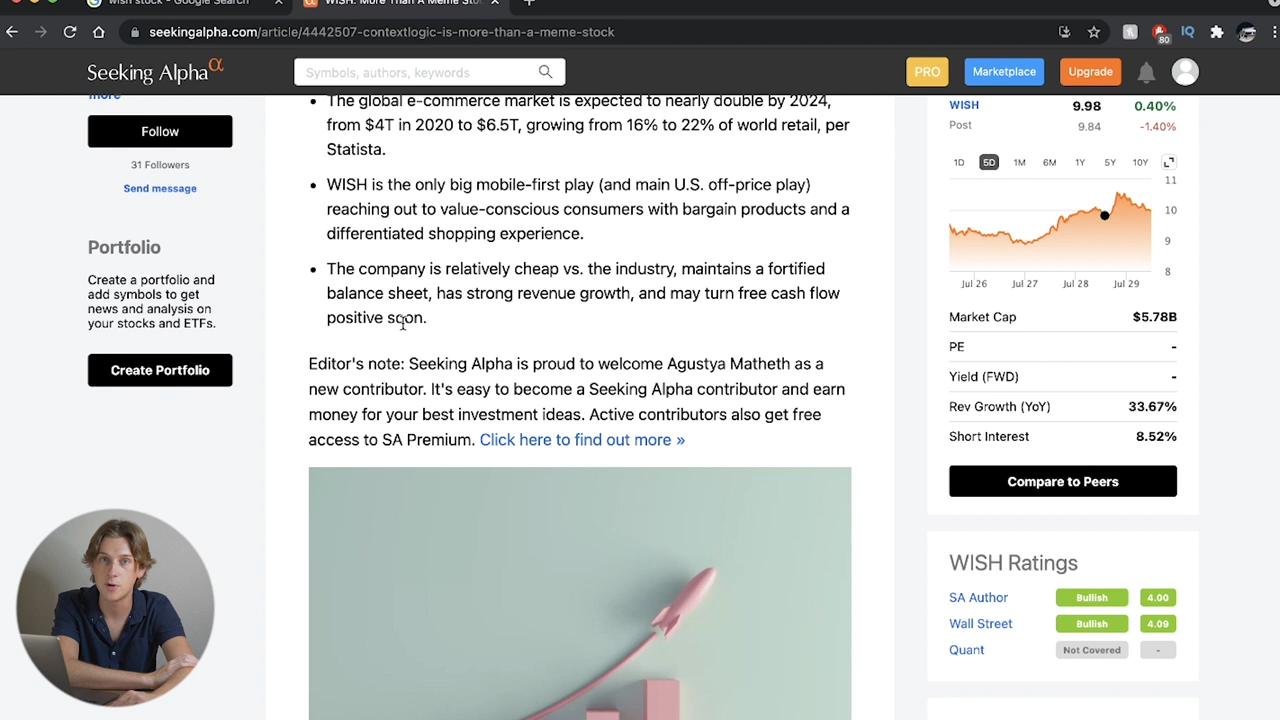 wish stock - Google Search
WISH: More Than A Meme Sto
seekingalpha.com/article/4442507-contextlogic-is-more-than-a-meme-stock
80
IQ
Seeking Alpha α
Symbols, authors, keywords
PRO
Marketplace
Upgrade
more
Follow
31 Followers
Send message
Portfolio
Create a portfolio and
add symbols to get
news and analysis on
your stocks and ETFs.
Create Portfolio
• The global e-commerce market is expected to nearly double by 2024,
from $4T in 2020 to $6.5T, growing from 16% to 22% of world retail, per
Statista.
• WISH is the only big mobile-first play (and main U.S. off-price play)
reaching out to value-conscious consumers with bargain products and a
differentiated shopping experience.
• The company is relatively cheap vs. the industry, maintains a fortified
balance sheet, has strong revenue growth, and may turn free cash flow
positive soon.
Editor's note: Seeking Alpha is proud to welcome Agustya Matheth as a
new contributor. It's easy to become a Seeking Alpha contributor and earn
money for your best investment ideas. Active contributors also get free
access to SA Premium. Click here to find out more »
WISH 9.98 0.40%
Post 9.84 -1.40%
1D 5D 1M 6M 1Y 5Y 10Y
11
10
9
8
Jul 26 Jul 27 Jul 28 Jul 29
Market Cap $5.78B
PE -
Yield (FWD) -
Rev Growth (YoY) 33.67%
Short Interest 8.52%
Compare to Peers
WISH Ratings
SA Author Bullish 4.00
Wall Street Bullish 4.09
Quant Not Covered -